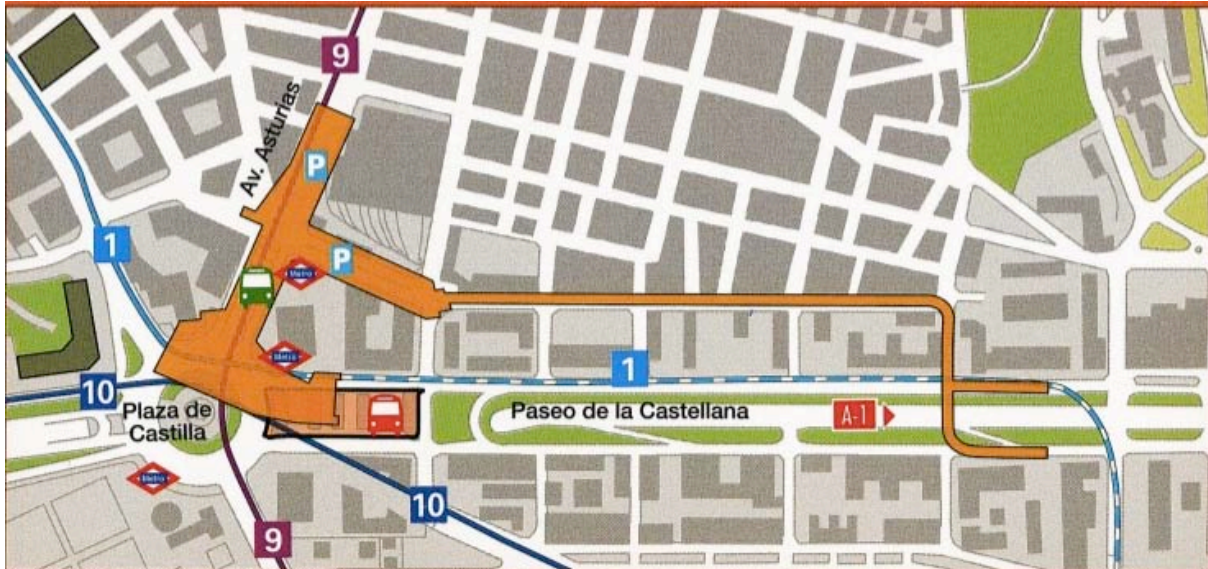 9
Av. Asturias
P
1
P
Metro
Metro
1
10
Plaza de
Castilla
Paseo de la Castellana
A-1
Metro
10
9